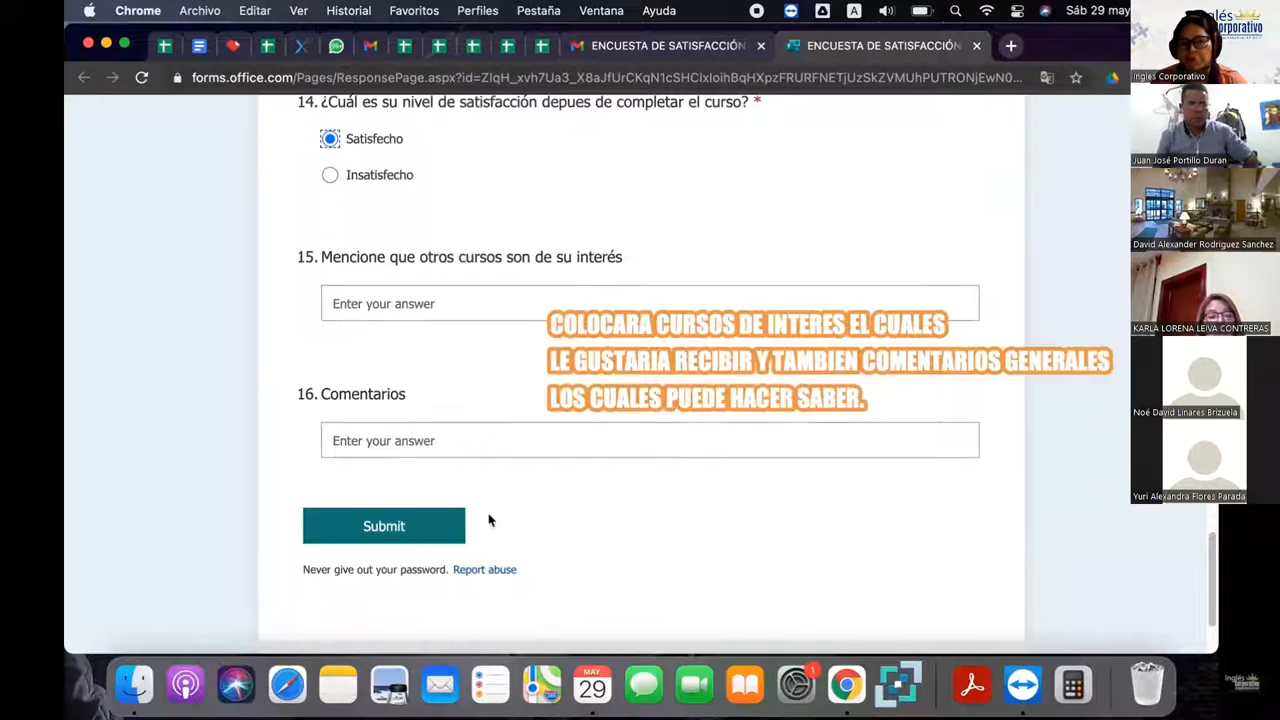 Chrome Archivo Editar Ver Historial Favoritos Perfiles Pestaña Ventana Ayuda A Sáb 29 may
ENCUESTA DE SATISFACCIÓN ENCUESTA DE SATISFACCIÓN
14. ¿Cuál es su nivel de satisfacción depues de completar el curso? *
Satisfecho
Insatisfecho
15. Mencione que otros cursos son de su interés
Enter your answer
COLOCARA CURSOS DE INTERES EL CUALES
LE GUSTARIA RECIBIR Y TAMBIEN COMENTARIOS GENERALES
LOS CUALES PUEDE HACER SABER.
16. Comentarios
Enter your answer
Submit
Never give out your password. Report abuse
MAY
29
1
Inglés
Corporativo
Ingles Corporativo
Juan José Portillo Duran
David Alexander Rodriguez Sanchez
KARLA LORENA LEIVA CONTRERAS
Noé David Linares Brizuela
Yuri Alexandra Flores Parada
Inglés
Corporativo